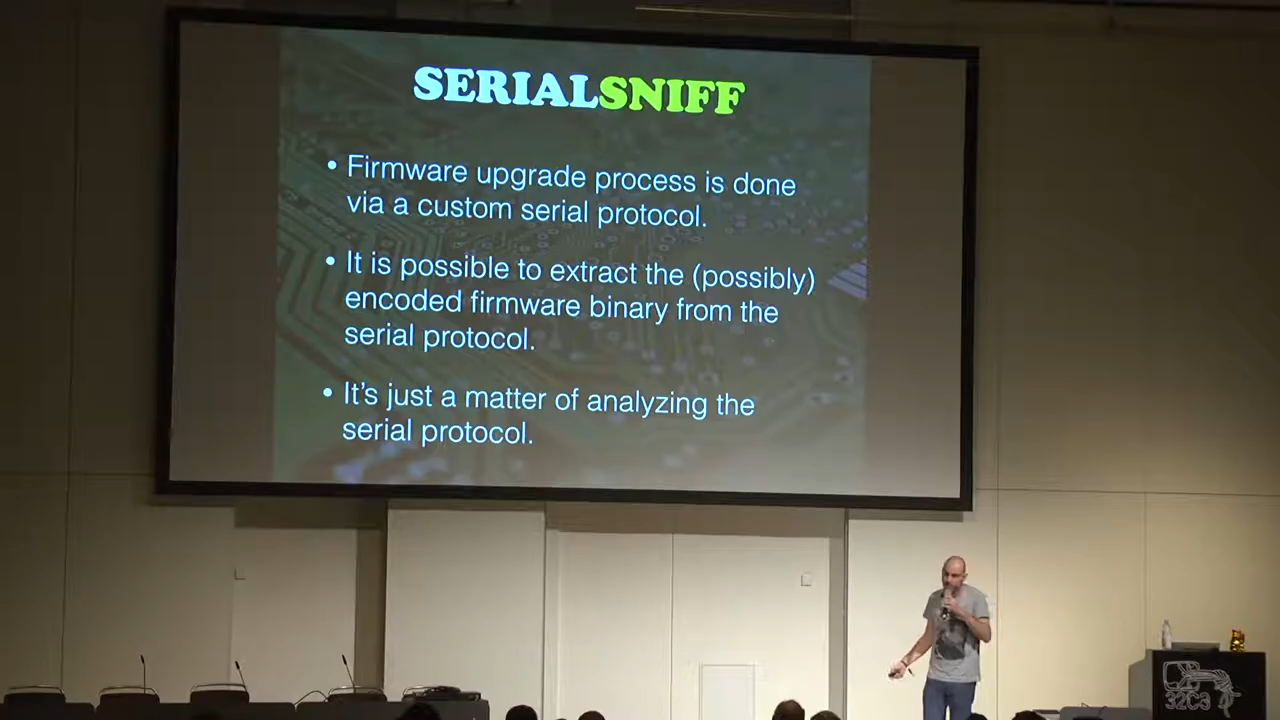 SERIALSNIFF
• Firmware upgrade process is done
via a custom serial protocol.
• It is possible to extract the (possibly)
encoded firmware binary from the
serial protocol.
• It's just a matter of analyzing the
serial protocol.
32C3